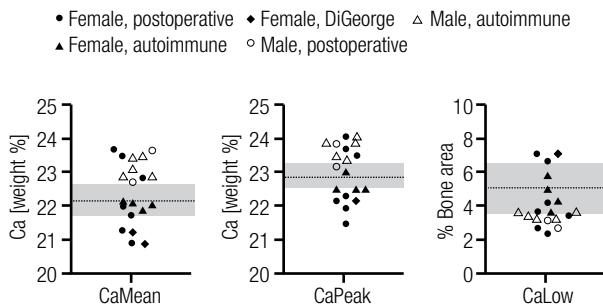 Female, postoperative Female, DiGeorge Male, autoimmune
Female, autoimmune Male, postoperative
Ca [weight %]
25
24
23
22
21
20
CaMean
Ca [weight %]
25
24
23
22
21
20
CaPeak
% Bone area
10
8
6
4
2
0
CaLow